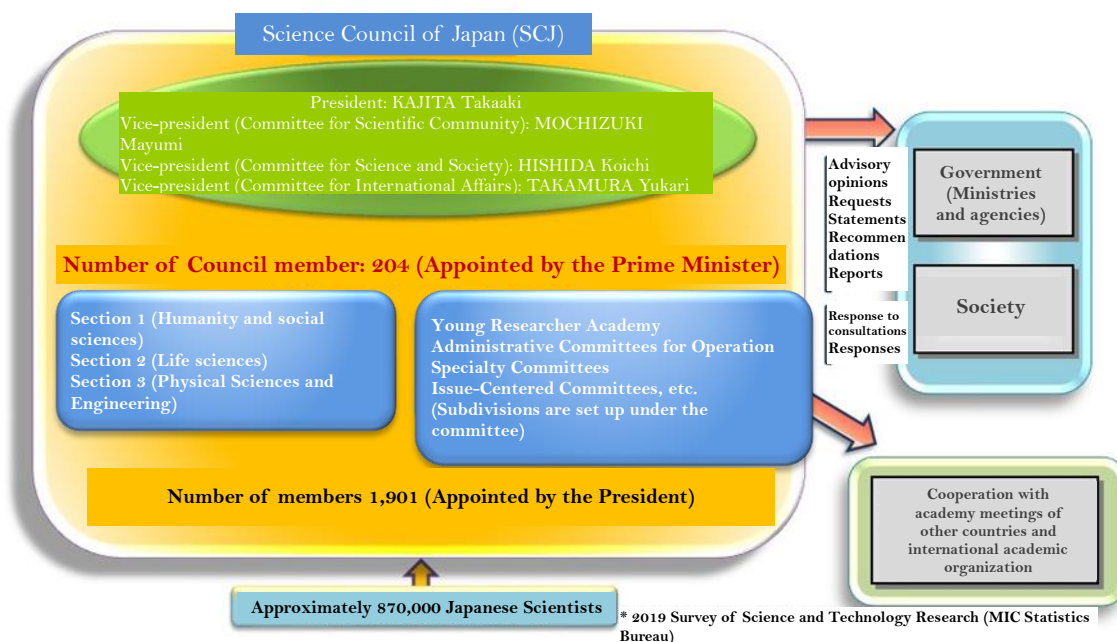 Science Council of Japan (SCJ)
President: KAJITA Takaaki
Vice-president (Committee for Scientific Community): MOCHIZUKI
Mayumi
Vice-president (Committee for Science and Society): HISHIDA Koichi
Vice-president (Committee for International Affairs): TAKAMURA Yukari
Number of Council member: 204 (Appointed by the Prime Minister)
Section 1 (Humanity and social
sciences)
Section 2 (Life sciences)
Section 3 (Physical Sciences and
Engineering)
Young Researcher Academy
Administrative Committees for Operation
Specialty Committees
Issue-Centered Committees, etc.
(Subdivisions are set up under the
committee)
Number of members 1,901 (Appointed by the President)
Approximately 870,000 Japanese Scientists
* 2019 Survey of Science and Technology Research (MIC Statistics
Bureau)
Advisory
opinions
Requests
Statements
Recommen
dations
Reports
Response to
consultations
Responses
Government
(Ministries
and agencies)
Society
Cooperation with
academy meetings of
other countries and
international academic
organization